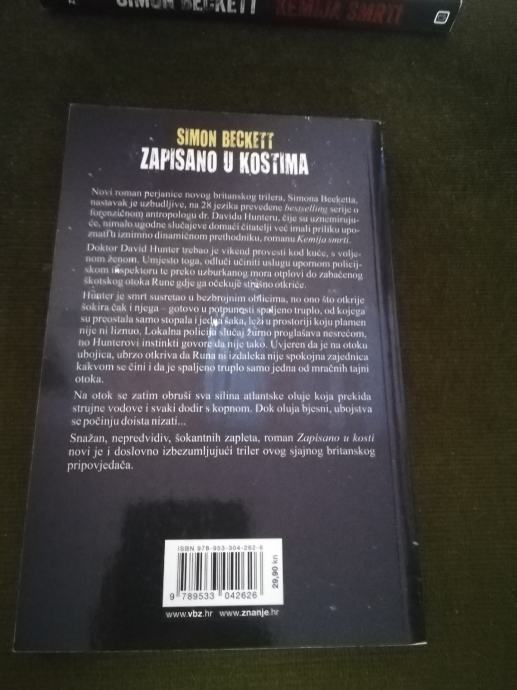 SIMON BECKETT KEMIJA SMRTI
SIMON BECKETT
ZAPISANO U KOSTIMA
Novi roman perjanice novog britanskog trilera, Simona Becketta,
nastavak je uzbudljive, na 28 jezika prevedene bestselling serije o
forenzičnom antropologu dr. Davidu Hunteru, čije su uznemirujuće,
nimalo ugodne slučajeve domaći čitatelji već imali priliku upoznati
u iznimno dinamičnom prethodniku, romanu Kemija smrti.
Doktor David Hunter trebao je vikend provesti kod kuće, s voljenom
ženom. Umjesto toga, odluči učiniti uslugu upornom policijskom
inspektoru te preko uzburkanog mora otplovi do zabačenog
škotskog otoka Rune gdje ga očekuje strašno otkriće.
Hunter je smrt susretao u bezbrojnim oblicima, no ono što otkrije
šokira čak i njega – gotovo u potpunosti spaljeno truplo, od kojega
su preostala samo stopala i jedna šaka, leži u prostoriji koju plamen
nije ni liznuo. Lokalna policija slučaj žurno proglašava nesrećom,
no Hunterovi instinkti govore da nije tako. Uvjeren da je na otoku
ubojica, ubrzo otkriva da Runa ni izdaleka nije spokojna zajednica
kakvom se čini i da je spaljeno truplo samo jedna od mračnih tajni
otoka.
Na otok se zatim obruši sva silina atlantske oluje koja prekida
strujne vodove i svaki dodir s kopnom. Dok oluja bjesni, ubojstva
se počinju doista nizati...
Snažan, nepredvidiv, šokantnih zapleta, roman Zapisano u kosti
novi je i doslovno izbezumljujući triler ovog sjajnog britanskog
pripovjedača.
ISBN 978-953-304-262-6
9 789533 042626
29,90 kn
www.vbz.hr www.znanje.hr